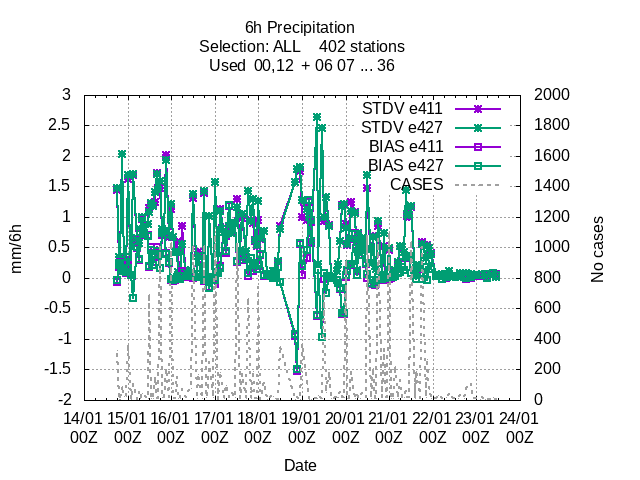 6h Precipitation
Selection: ALL 402 stations
Used 00,12 + 06 07 ... 36
3
2.5
2
1.5
1
0.5
0
-0.5
-1
-1.5
-2
mm/6h
2000
1800
1600
1400
1200
1000
800
600
400
200
0
No cases
STDV e411
STDV e427
BIAS e411
BIAS e427
CASES
14/01 15/01 16/01 17/01 18/01 19/01 20/01 21/01 22/01 23/01 24/01
00Z 00Z 00Z 00Z 00Z 00Z 00Z 00Z 00Z 00Z 00Z
Date